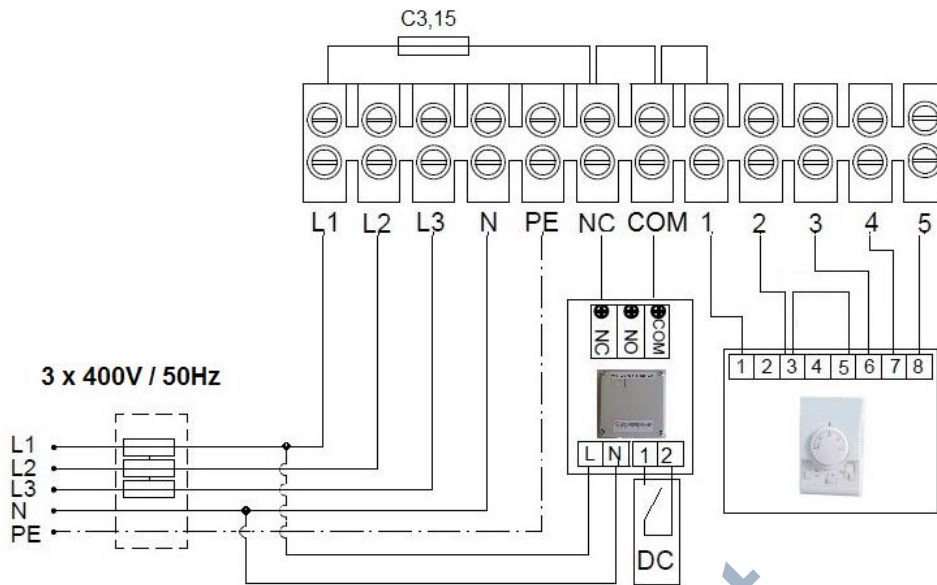 C3,15
L1 L2 L3 N PE NC COM 1 2 3 4 5
NC NO COM
3 x 400V / 50Hz
1 2 3 4 5 6 7 8
L1
L2
L3
N
PE
L N 1 2
DC